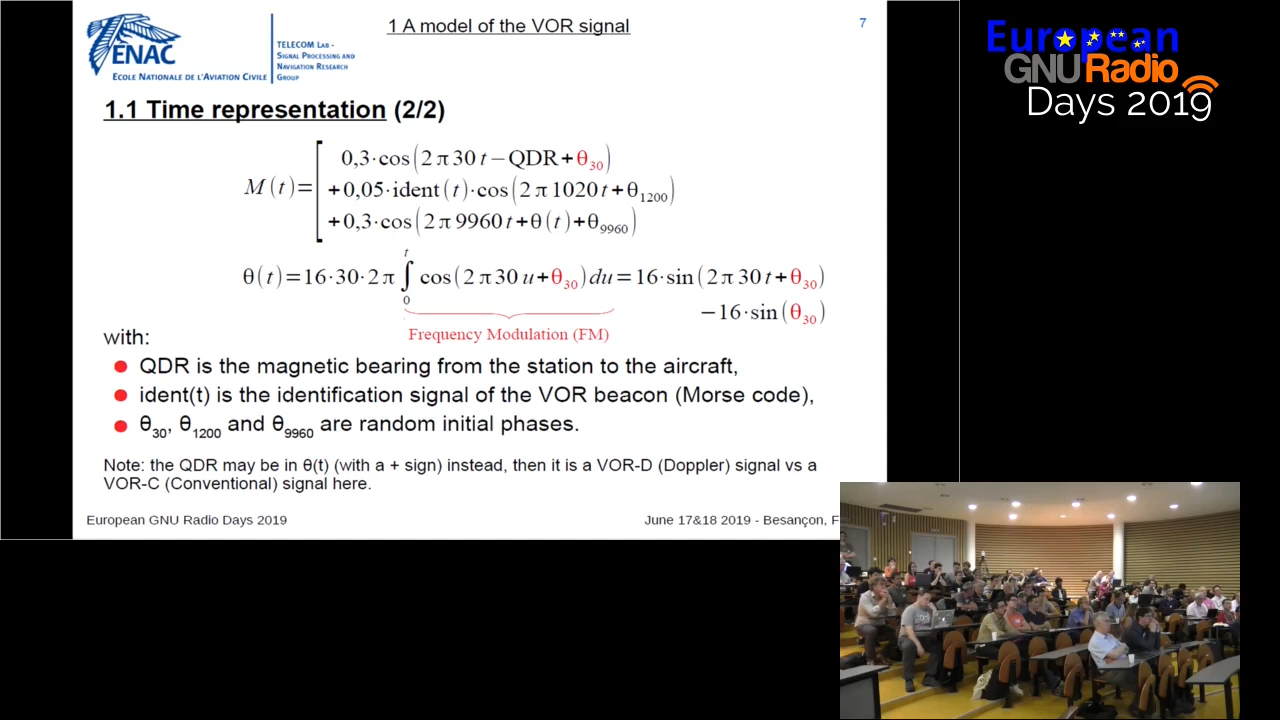 ENAC
ECOLE NATIONALE DE L'AVIATION CIVILE
TELECOM LAB -
SIGNAL PROCESSING AND
NAVIGATION RESEARCH
GROUP
1 A model of the VOR signal
7
European
GNURadio
Days 2019
1.1 Time representation (2/2)
M(t)=[ 0,3·cos(2π30t−QDR+θ₃₀)
+0,05·ident(t)·cos(2π1020t+θ₁₂₀₀)
+0,3·cos(2π9960t+θ(t)+θ₉₉₆₀)
θ(t)=16·30·2π∫₀ᵗ cos(2π30u+θ₃₀)du=16·sin(2π30t+θ₃₀)
−16·sin(θ₃₀)
Frequency Modulation (FM)
with:
● QDR is the magnetic bearing from the station to the aircraft,
● ident(t) is the identification signal of the VOR beacon (Morse code),
● θ₃₀, θ₁₂₀₀ and θ₉₉₆₀ are random initial phases.
Note: the QDR may be in θ(t) (with a + sign) instead, then it is a VOR-D (Doppler) signal vs a
VOR-C (Conventional) signal here.
European GNU Radio Days 2019
June 17&18 2019 - Besançon, F